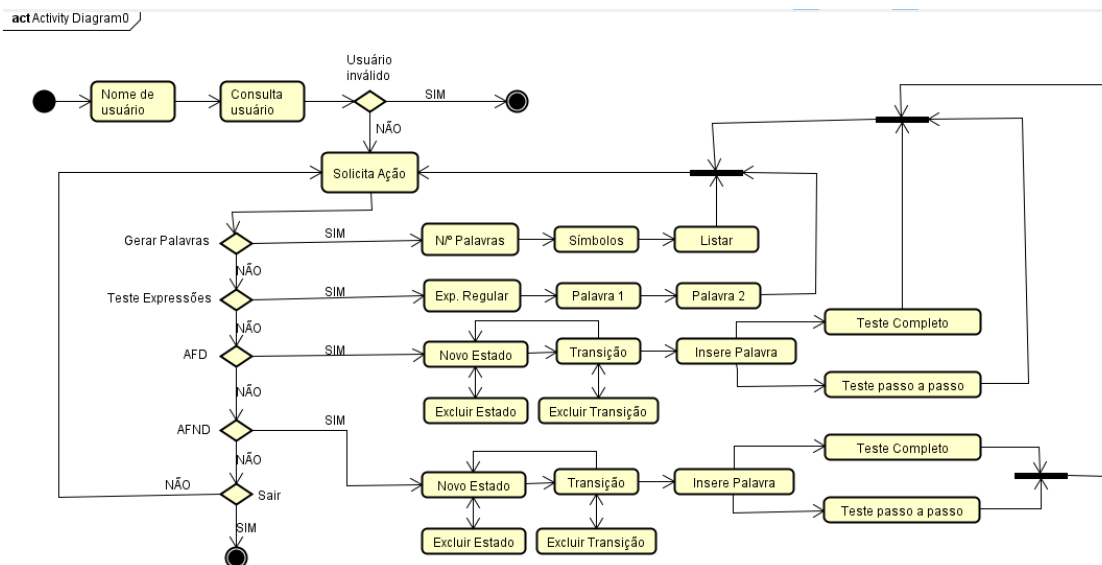 act Activity Diagram0
Usuário
inválido
Nome de
usuário
Consulta
usuário
SIM
NÃO
Solicita Ação
Gerar Palavras
SIM
N/º Palavras
Símbolos
Listar
NÃO
Teste Expressões
SIM
Exp. Regular
Palavra 1
Palavra 2
NÃO
Teste Completo
AFD
SIM
Novo Estado
Transição
Insere Palavra
Teste passo a passo
NÃO
Excluir Estado
Excluir Transição
AFND
SIM
Teste Completo
NÃO
NÃO
Sair
Novo Estado
Transição
Insere Palavra
Teste passo a passo
SIM
Excluir Estado
Excluir Transição